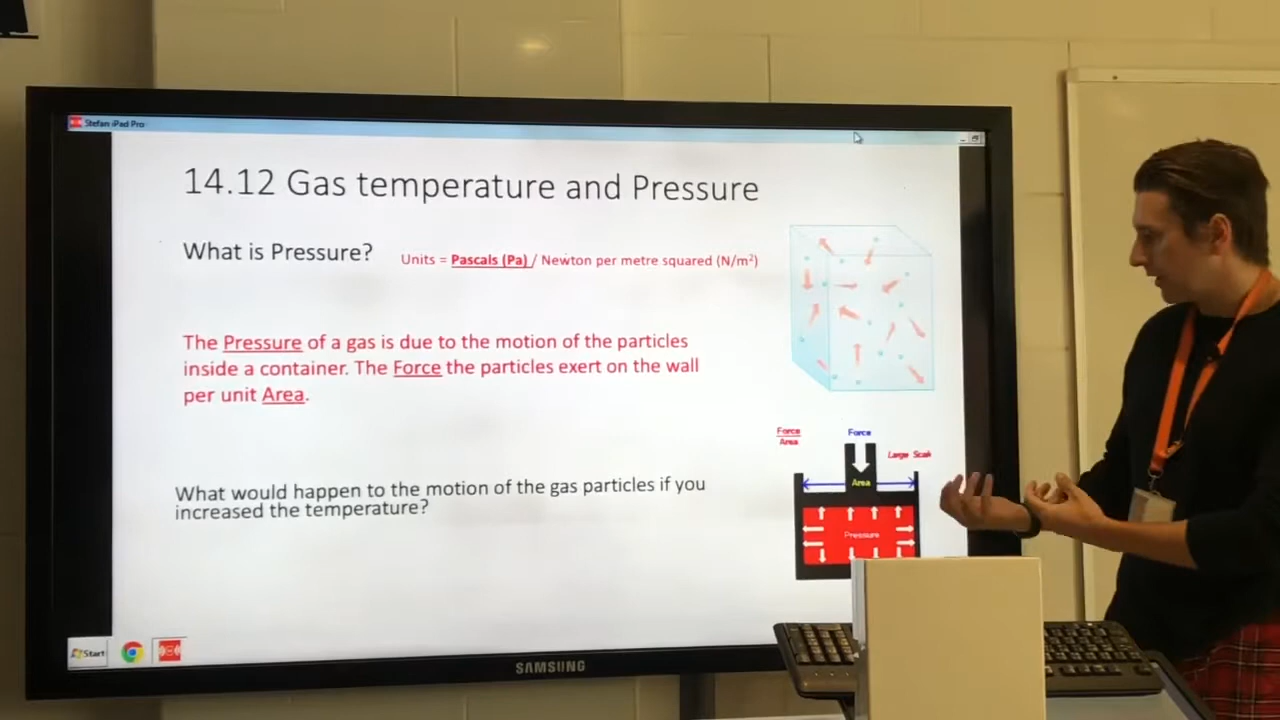 Stefan iPad Pro
14.12 Gas temperature and Pressure
What is Pressure?
Units = Pascals (Pa) / Newton per metre squared (N/m²)
The Pressure of a gas is due to the motion of the particles
inside a container. The Force the particles exert on the wall
per unit Area.
Force
Area
Force
Large Scale
Area
Pressure
What would happen to the motion of the gas particles if you
increased the temperature?
Start
SAMSUNG